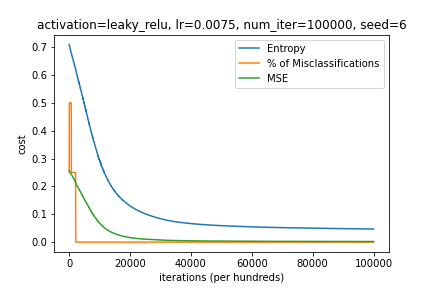 activation=leaky_relu, lr=0.0075, num_iter=100000, seed=6
Entropy
% of Misclassifications
MSE
cost
0.7
0.6
0.5
0.4
0.3
0.2
0.1
0.0
0 20000 40000 60000 80000 100000
iterations (per hundreds)